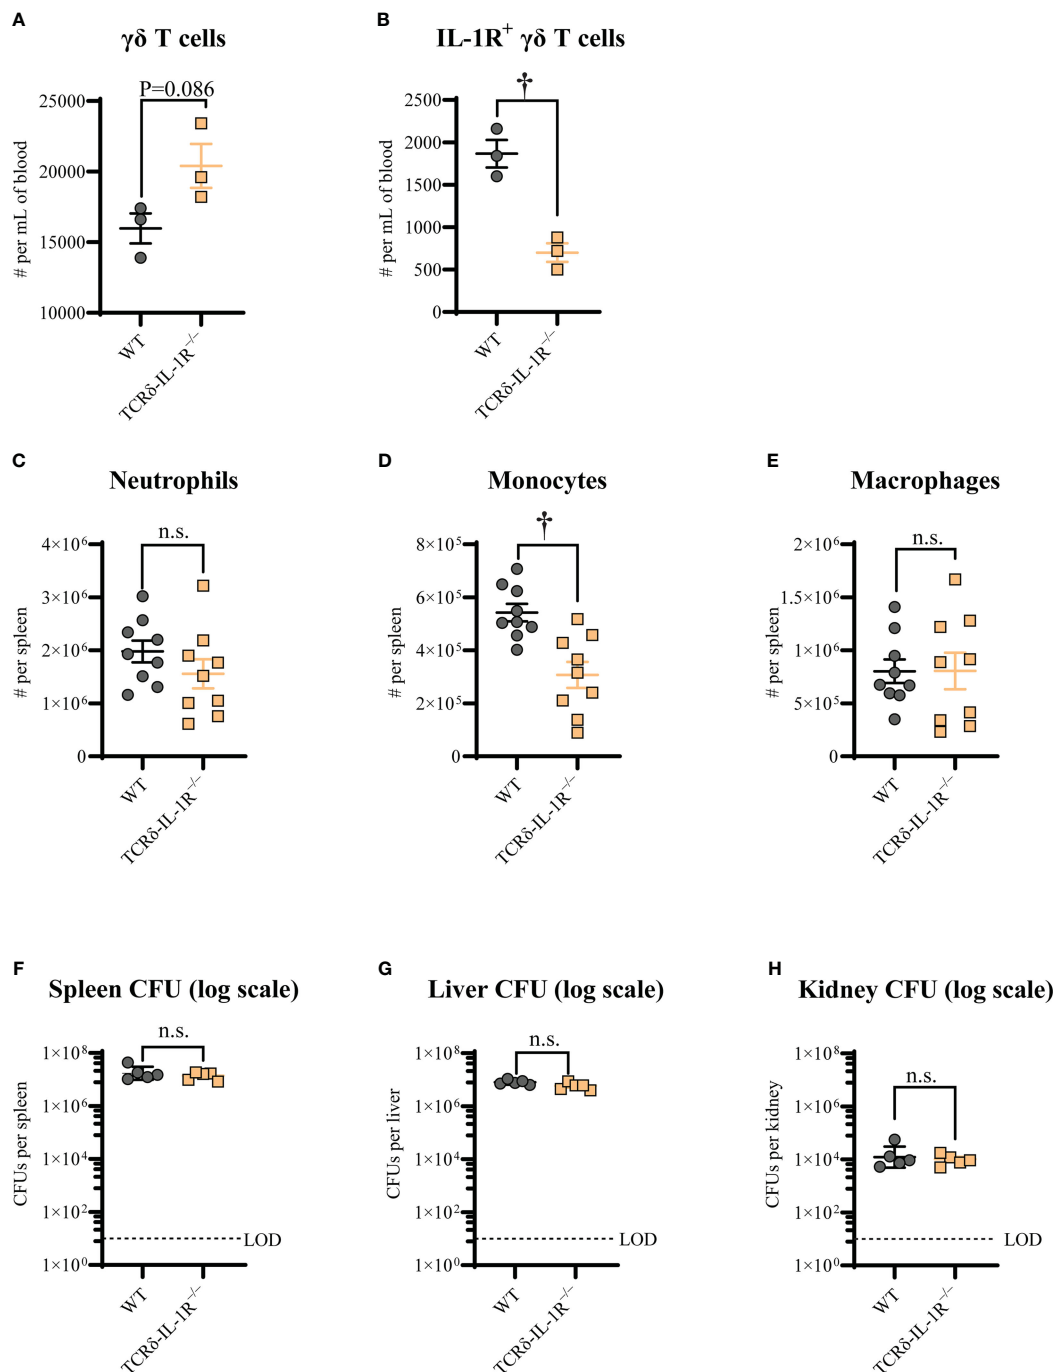 A
γδ T cells
P=0.086
# per mL of blood
25000
20000
15000
10000
WT
TCRδ-IL-1R⁻/⁻
B
IL-1R⁺ γδ T cells
†
# per mL of blood
2500
2000
1500
1000
500
0
WT
TCRδ-IL-1R⁻/⁻
C
Neutrophils
n.s.
# per spleen
4×10⁶
3×10⁶
2×10⁶
1×10⁶
0
WT
TCRδ-IL-1R⁻/⁻
D
Monocytes
†
# per spleen
8×10⁵
6×10⁵
4×10⁵
2×10⁵
0
WT
TCRδ-IL-1R⁻/⁻
E
Macrophages
n.s.
# per spleen
2×10⁶
1.5×10⁶
1×10⁶
5×10⁵
0
WT
TCRδ-IL-1R⁻/⁻
F
Spleen CFU (log scale)
n.s.
CFUs per spleen
1×10⁸
1×10⁶
1×10⁴
1×10²
1×10⁰
LOD
WT
TCRδ-IL-1R⁻/⁻
G
Liver CFU (log scale)
n.s.
CFUs per liver
1×10⁸
1×10⁶
1×10⁴
1×10²
1×10⁰
LOD
WT
TCRδ-IL-1R⁻/⁻
H
Kidney CFU (log scale)
n.s.
CFUs per kidney
1×10⁸
1×10⁶
1×10⁴
1×10²
1×10⁰
LOD
WT
TCRδ-IL-1R⁻/⁻